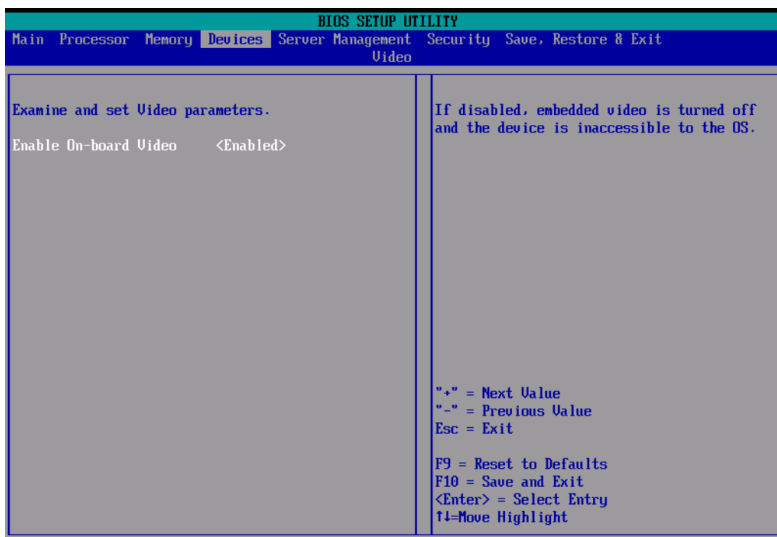 BIOS SETUP UTILITY
Main Processor Memory Devices Server Management Security Save, Restore & Exit
Video
Examine and set Video parameters.
Enable On-board Video <Enabled>
If disabled, embedded video is turned off
and the device is inaccessible to the OS.
"+" = Next Value
"-" = Previous Value
Esc = Exit
F9 = Reset to Defaults
F10 = Save and Exit
<Enter> = Select Entry
↑↓=Move Highlight